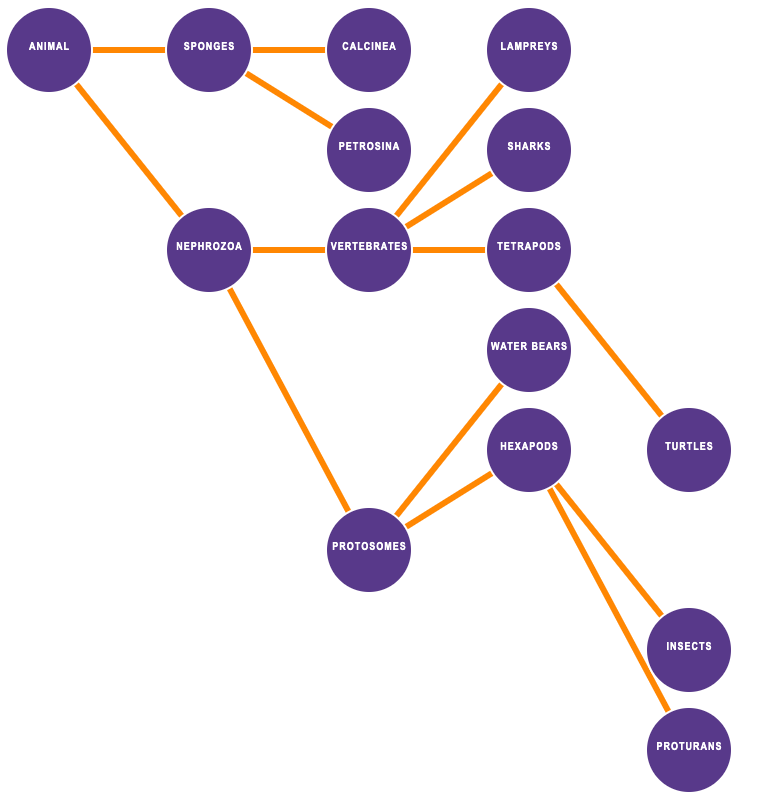 ANIMAL
SPONGES
CALCINEA
LAMPREYS
PETROSINA
SHARKS
NEPHROZOA
VERTEBRATES
TETRAPODS
WATER BEARS
HEXAPODS
TURTLES
PROTOSOMES
INSECTS
PROTURANS